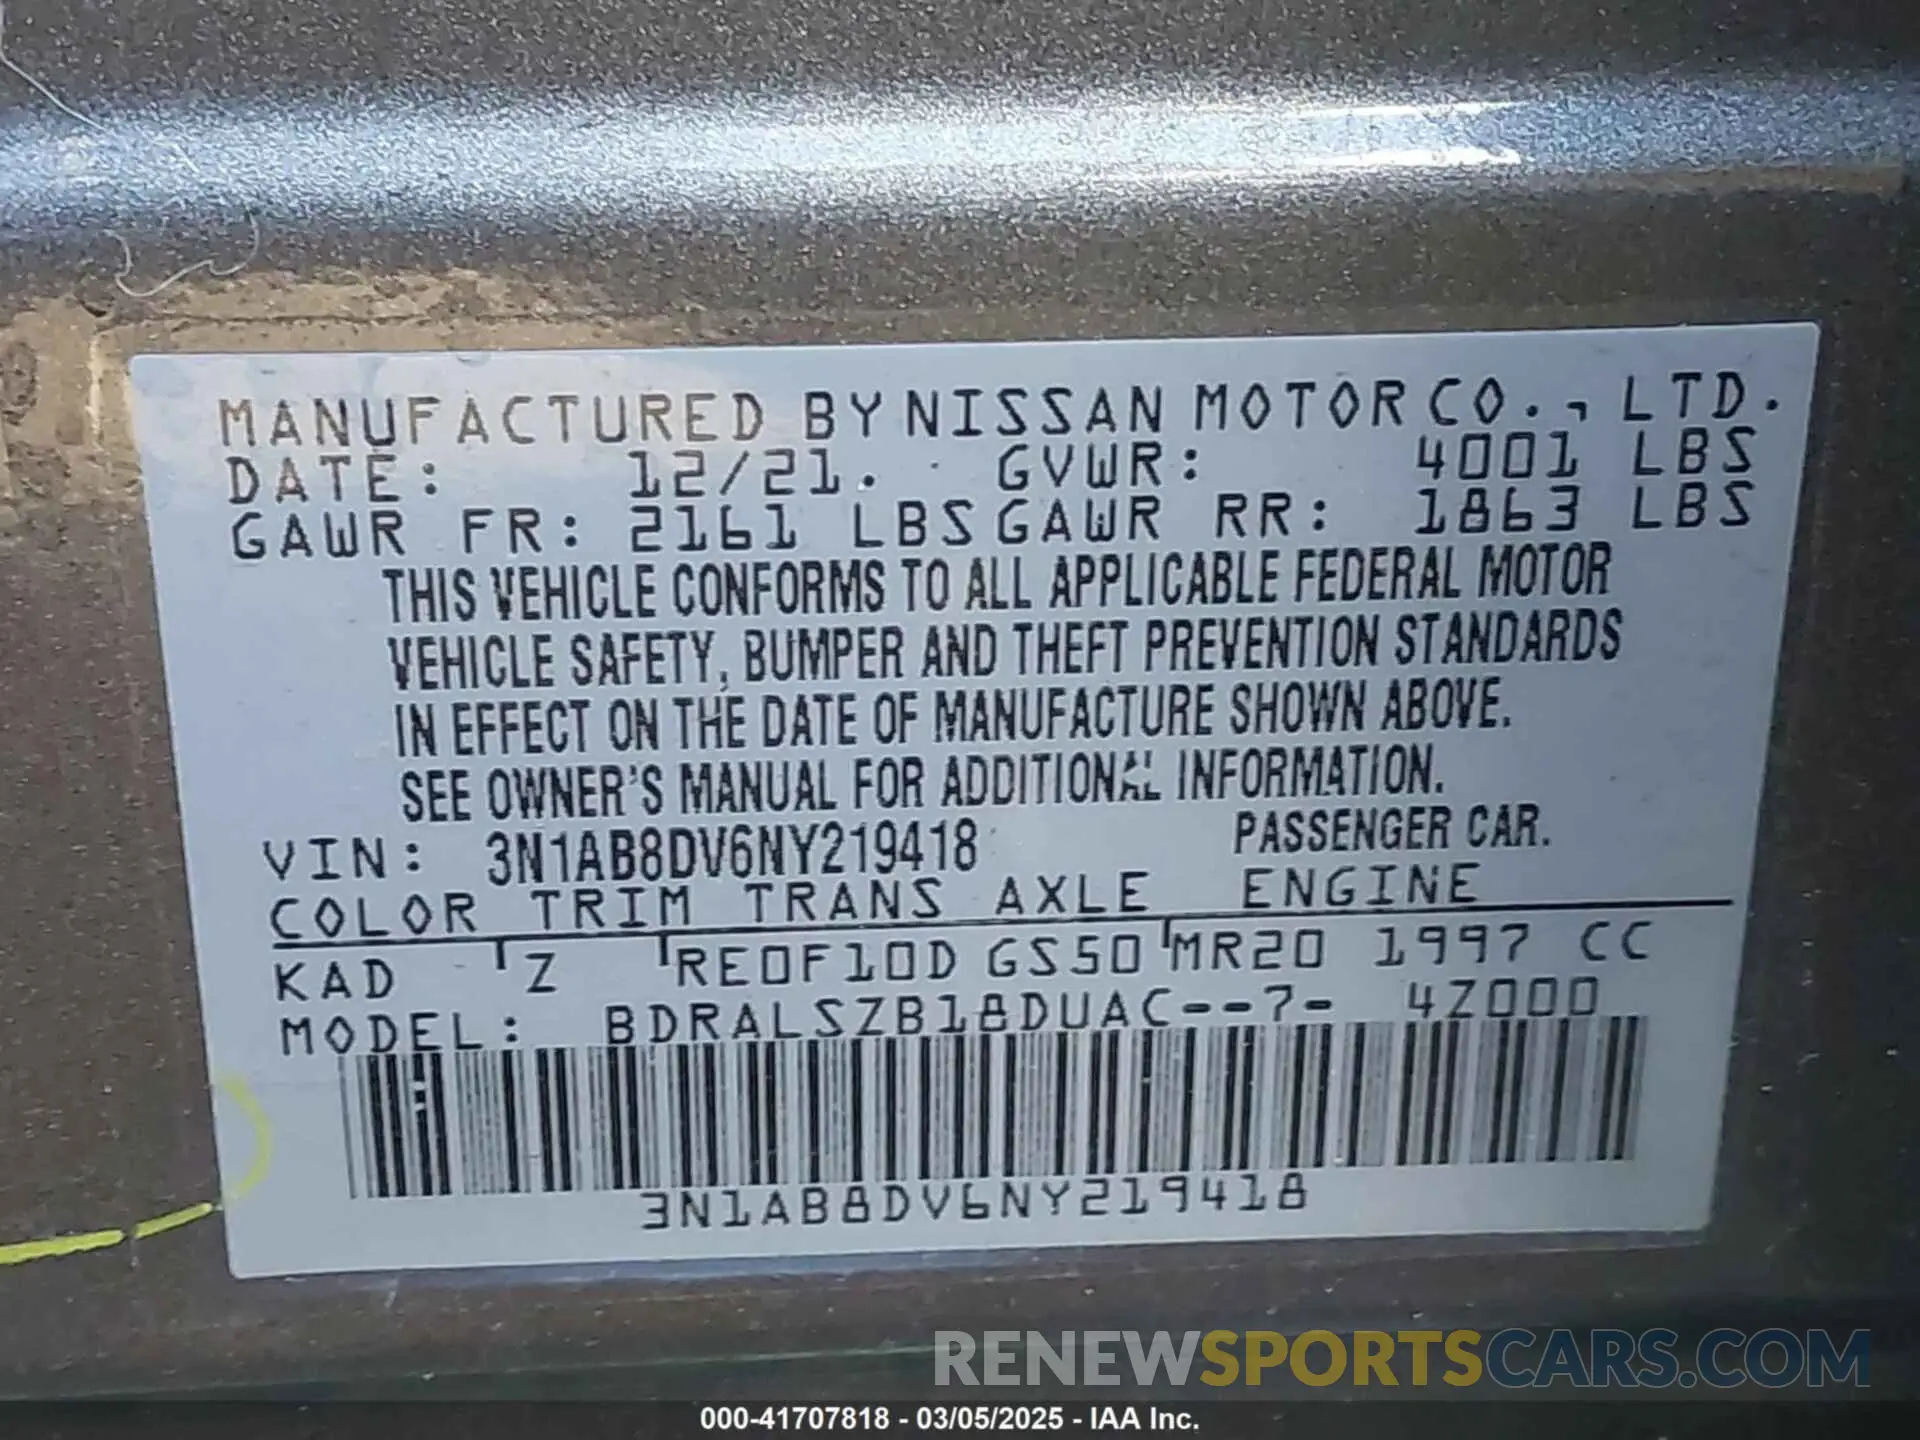 MANUFACTURED BY NISSAN MOTOR CO., LTD.
DATE: 12/21. GVWR: 4001 LBS
GAWR FR: 2161 LBS GAWR RR: 1863 LBS
THIS VEHICLE CONFORMS TO ALL APPLICABLE FEDERAL MOTOR
VEHICLE SAFETY, BUMPER AND THEFT PREVENTION STANDARDS
IN EFFECT ON THE DATE OF MANUFACTURE SHOWN ABOVE.
SEE OWNER'S MANUAL FOR ADDITIONAL INFORMATION.
VIN: 3N1AB8DV6NY219418 PASSENGER CAR.
COLOR TRIM TRANS AXLE ENGINE
KAD Z RE0F10D GS50 MR20 1997 CC
MODEL: BDRALSZB18DUAC--7- 4Z000
3N1AB8DV6NY219418
RENEWSPORTSCARS.COM
000-41707818 - 03/05/2025 - IAA Inc.